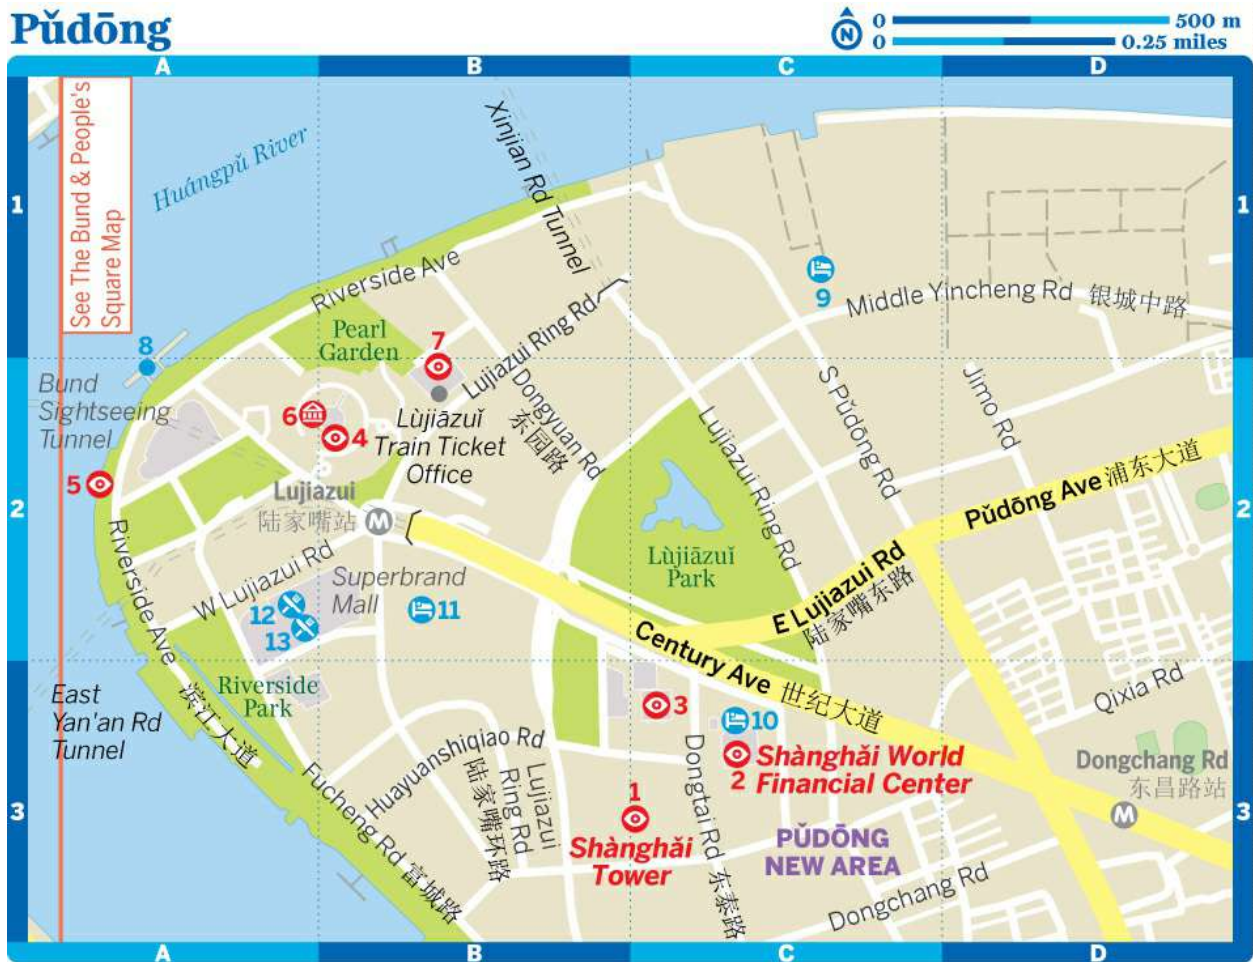 Pǔdōng
0 500 m
0 0.25 miles
N
A B C D
1
See The Bund & People's
Square Map
Huángpǔ River
Xinjian Rd Tunnel
1
Riverside Ave
Pearl
Garden
9
Middle Yincheng Rd 银城中路
7
8
Lujiazui Ring Rd
Bund
Sightseeing
Tunnel
6
4
Lùjiāzuǐ
Train Ticket
Office
Dongyuan Rd
东园路
Lujiazui Ring Rd
S Pǔdōng Rd
Jimo Rd
5
Lujiazui
陆家嘴站
M
2
Pǔdōng Ave 浦东大道
2
Riverside Ave
W Lujiazui Rd
Superbrand
Mall
Lùjiāzuǐ
Park
E Lujiazui Rd
陆家嘴东路
12
13
11
Century Ave 世纪大道
East
Yan'an Rd
Tunnel
Riverside
Park
滨江大道
3
10
Qixia Rd
Shànghǎi World
2 Financial Center
Dongchang Rd
东昌路站
M
Huayuanshiqiao Rd
Lujiazui
Ring Rd
陆家嘴环路
Dongtai Rd 东泰路
Fucheng Rd 富城路
1
Shànghǎi
Tower
3
PǓDŌNG
NEW AREA
3
Dongchang Rd
A B C D